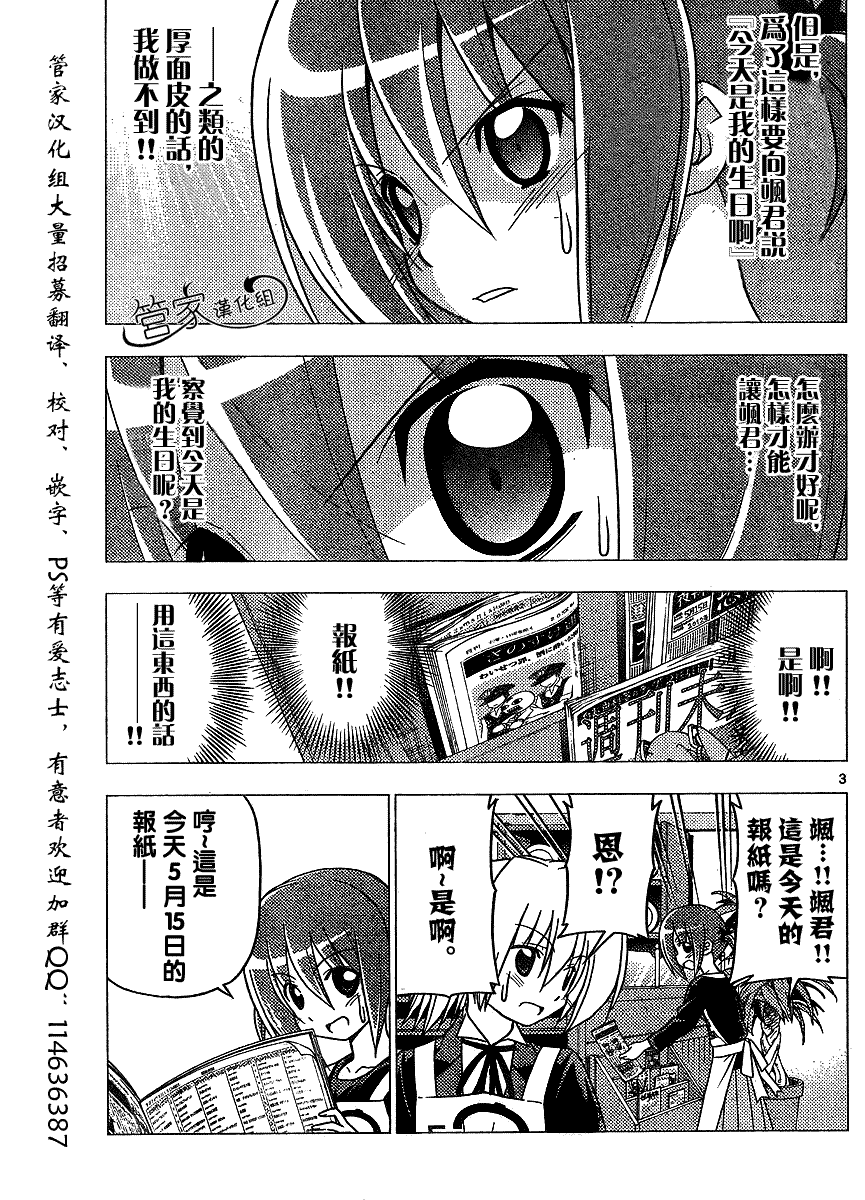 但是，
爲了這樣要向颯君說
『今天是我的生日啊』
——之類的
厚面皮的話，
我做不到!!
管家 漢化組
怎麼辦才好呢，
怎樣才能
讓颯君…
察覺到今天是
我的生日呢？
啊!!
是啊!!
報紙!!
——用這東西的話
——!!
週刊末
3
颯…!!颯君!!
這是今天的
報紙嗎？
恩!?
啊~是啊。
哼~這是
今天5月15日的
報紙——
管家汉化组大量招募翻译、校对、嵌字、PS等有爱志士，有意者欢迎加群QQ：114636387